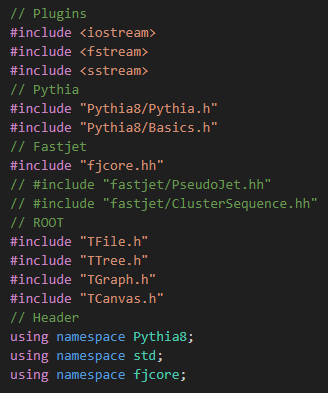 // Plugins
#include <iostream>
#include <fstream>
#include <sstream>
// Pythia
#include "Pythia8/Pythia.h"
#include "Pythia8/Basics.h"
// Fastjet
#include "fjcore.hh"
// #include "fastjet/PseudoJet.hh"
// #include "fastjet/ClusterSequence.hh"
// ROOT
#include "TFile.h"
#include "TTree.h"
#include "TGraph.h"
#include "TCanvas.h"
// Header
using namespace Pythia8;
using namespace std;
using namespace fjcore;